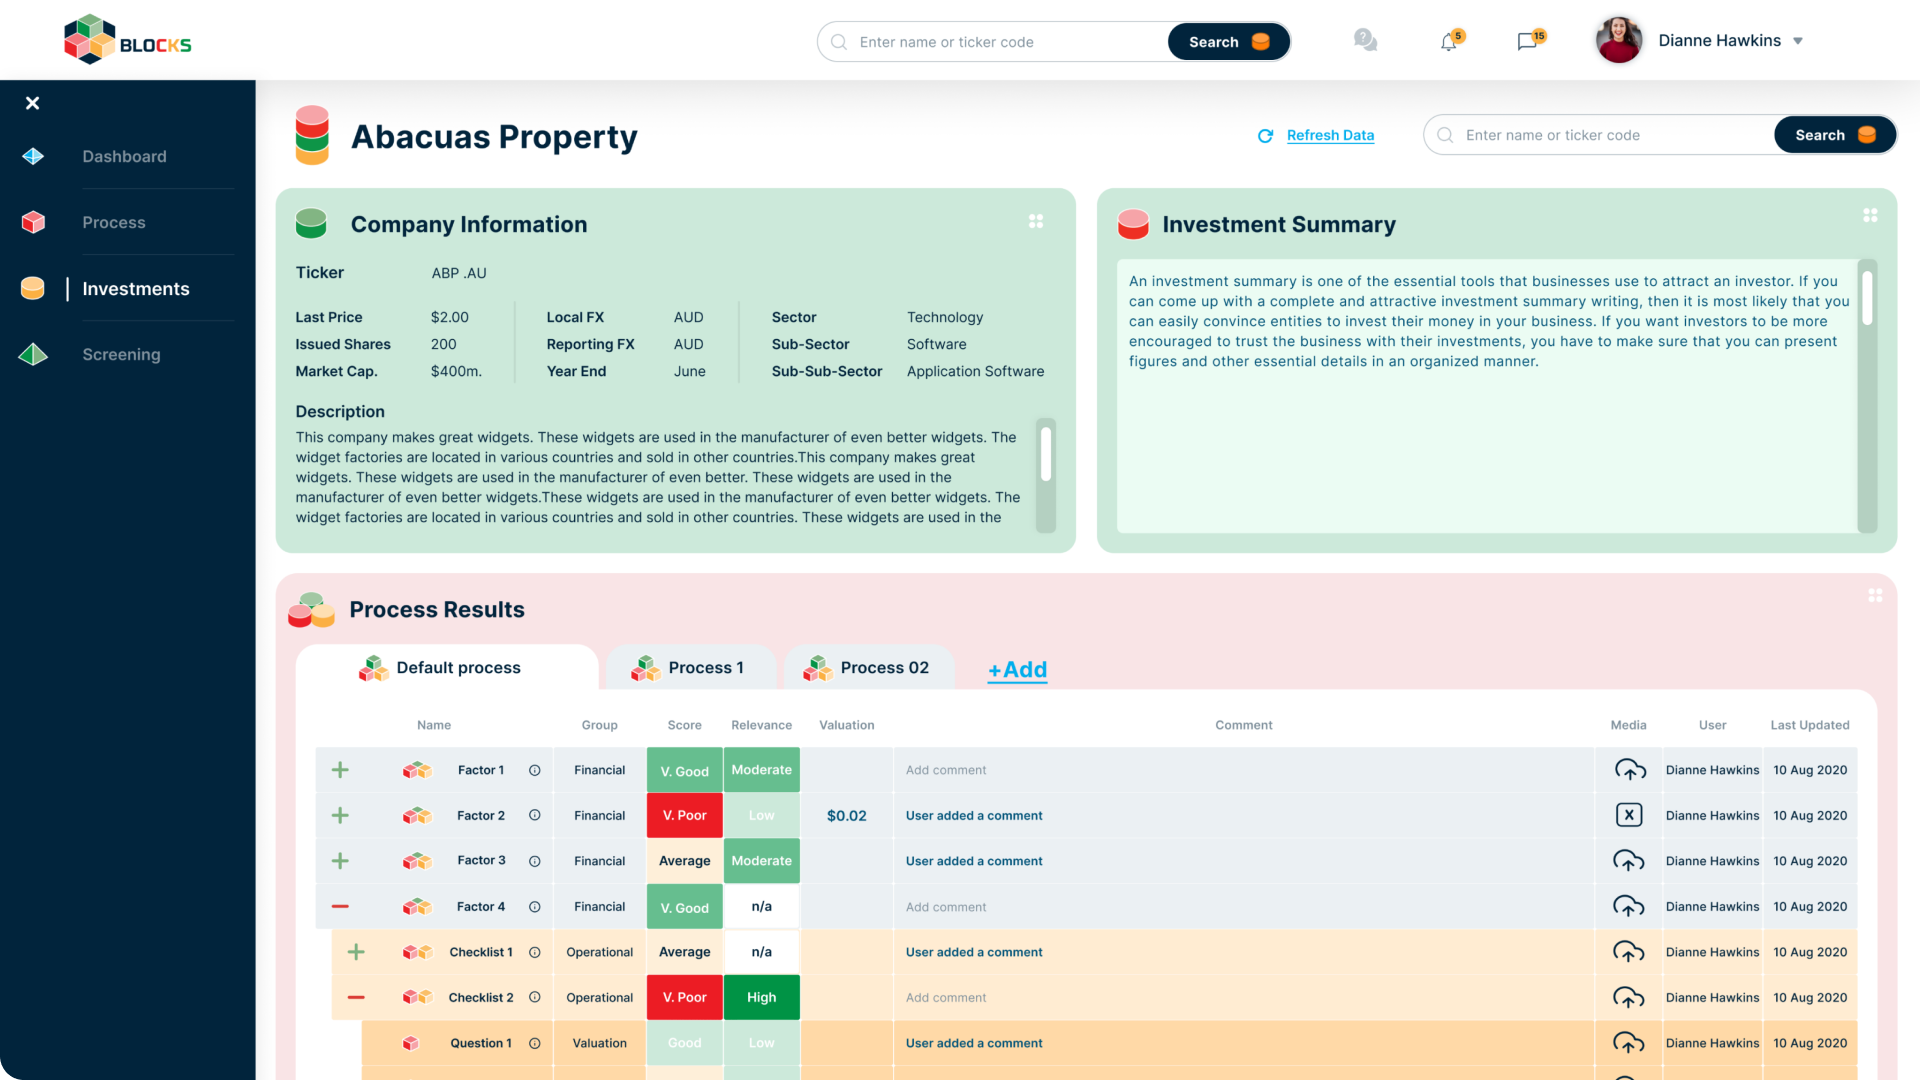 BLOCKS
Enter name or ticker code
Search
5
15
Dianne Hawkins
Dashboard
Process
Investments
Screening
Abacuas Property
Refresh Data
Enter name or ticker code
Search
Company Information
Ticker ABP .AU
Last Price $2.00 Local FX AUD Sector Technology
Issued Shares 200 Reporting FX AUD Sub-Sector Software
Market Cap. $400m. Year End June Sub-Sub-Sector Application Software
Description
This company makes great widgets. These widgets are used in the manufacturer of even better widgets. The
widget factories are located in various countries and sold in other countries.This company makes great
widgets. These widgets are used in the manufacturer of even better. These widgets are used in the
manufacturer of even better widgets.These widgets are used in the manufacturer of even better widgets. The
widget factories are located in various countries and sold in other countries. These widgets are used in the
Investment Summary
An investment summary is one of the essential tools that businesses use to attract an investor. If you
can come up with a complete and attractive investment summary writing, then it is most likely that you
can easily convince entities to invest their money in your business. If you want investors to be more
encouraged to trust the business with their investments, you have to make sure that you can present
figures and other essential details in an organized manner.
Process Results
Default process Process 1 Process 02 +Add
Name Group Score Relevance Valuation Comment Media User Last Updated
Factor 1 Financial V. Good Moderate Add comment Dianne Hawkins 10 Aug 2020
Factor 2 Financial V. Poor Low $0.02 User added a comment X Dianne Hawkins 10 Aug 2020
Factor 3 Financial Average Moderate User added a comment Dianne Hawkins 10 Aug 2020
Factor 4 Financial V. Good n/a Add comment Dianne Hawkins 10 Aug 2020
Checklist 1 Operational Average n/a User added a comment Dianne Hawkins 10 Aug 2020
Checklist 2 Operational V. Poor High Add comment Dianne Hawkins 10 Aug 2020
Question 1 Valuation Good Low User added a comment Dianne Hawkins 10 Aug 2020